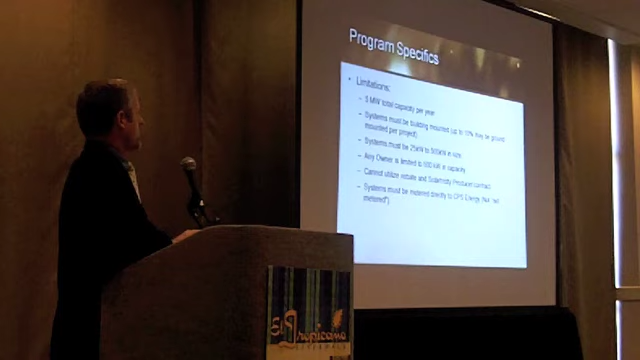 Program Specifics
• Limitations:
– 5 MW total capacity per year
– Systems must be building mounted (up to 10% may be ground
mounted per project)
– Systems must be 25kW to 500kW in size
– Any Owner is limited to 500 kW in capacity
– Cannot utilize rebate and Solartricity Producer contract
– Systems must be metered directly to CPS Energy (Not "net
metered")
El Tropicano